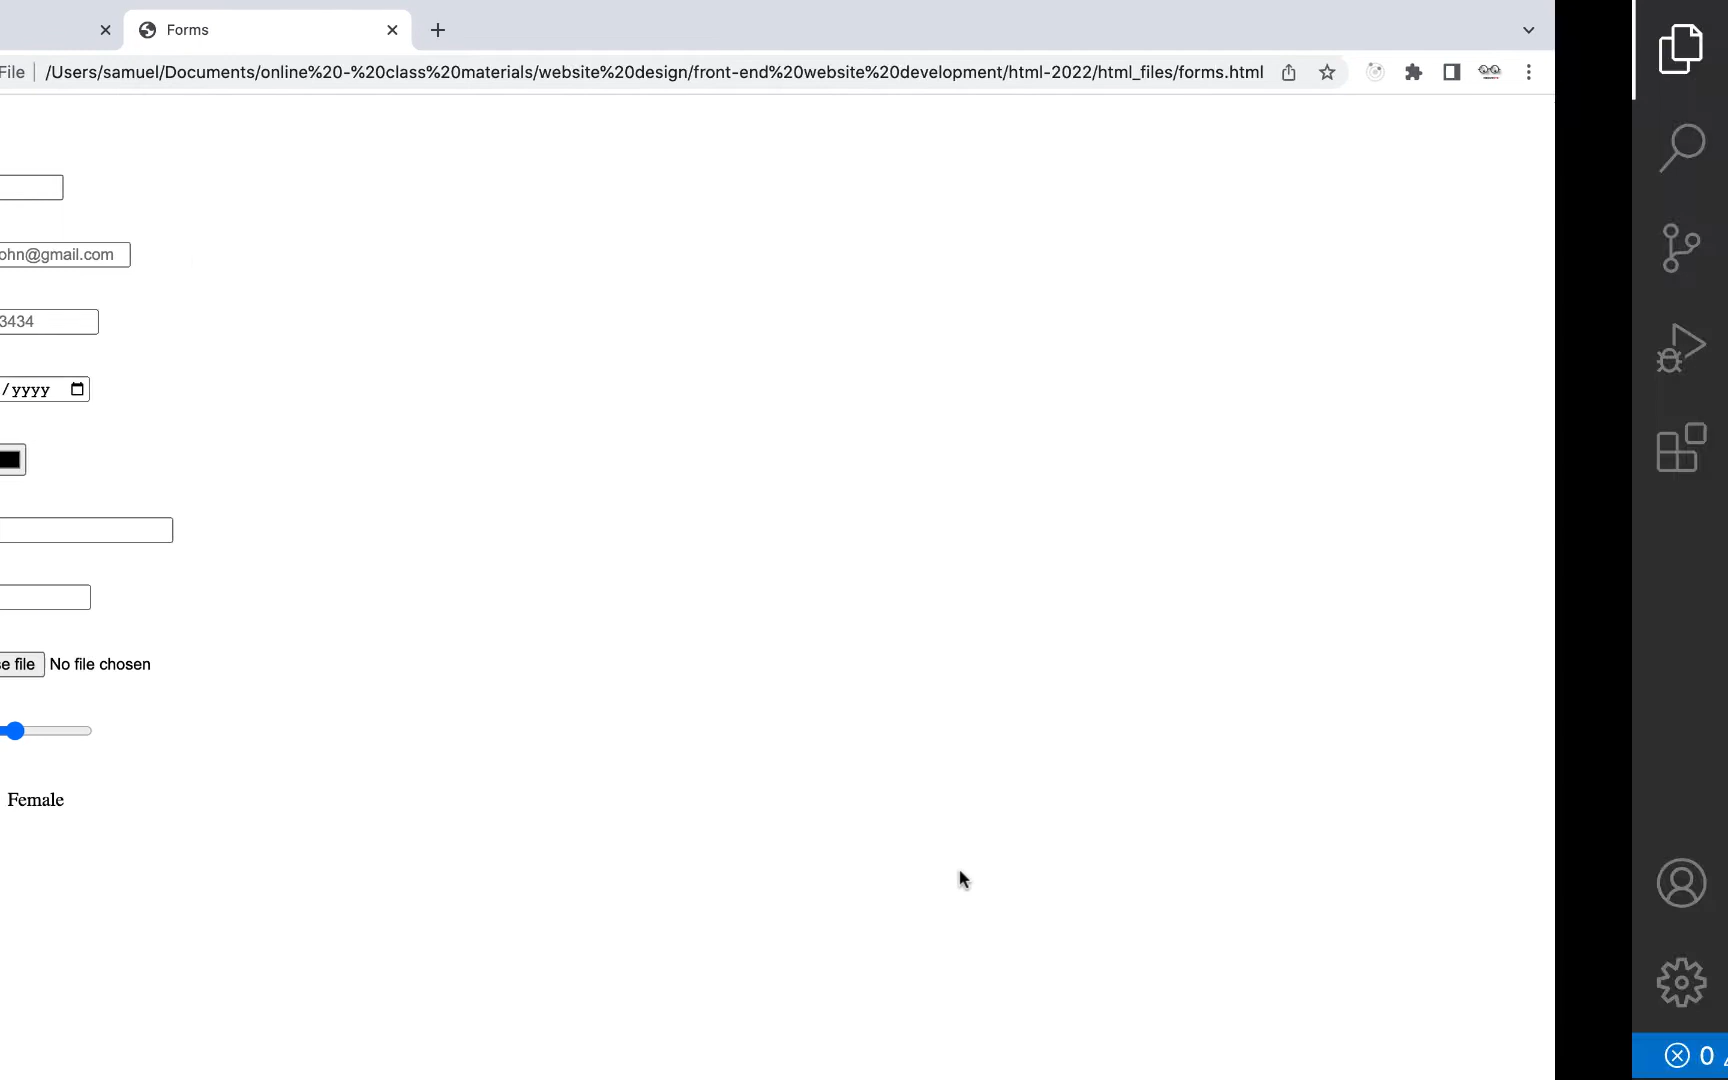 Forms
File /Users/samuel/Documents/online%20-%20class%20materials/website%20design/front-end%20website%20development/html-2022/html_files/forms.html
ohn@gmail.com
3434
/yyyy
se file No file chosen
Female
0